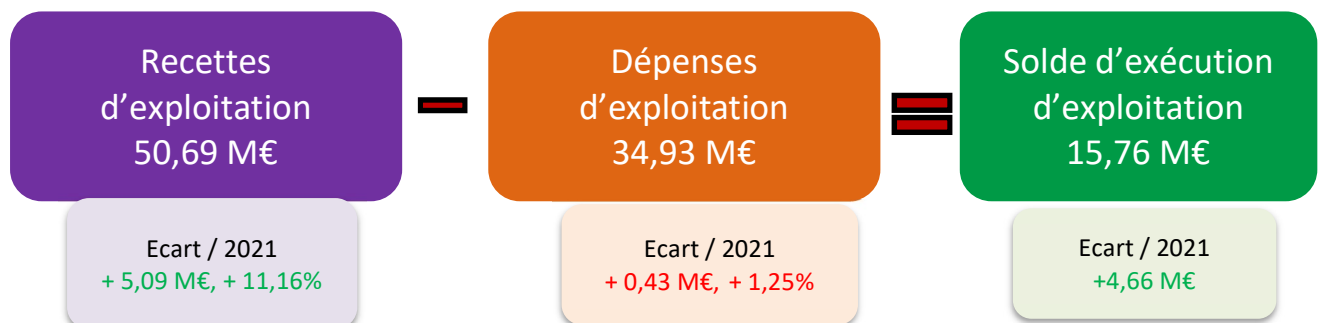 Recettes
d’exploitation
50,69 M€
Dépenses
d’exploitation
34,93 M€
Solde d’exécution
d’exploitation
15,76 M€
Ecart / 2021
+ 5,09 M€, + 11,16%
Ecart / 2021
+ 0,43 M€, + 1,25%
Ecart / 2021
+4,66 M€